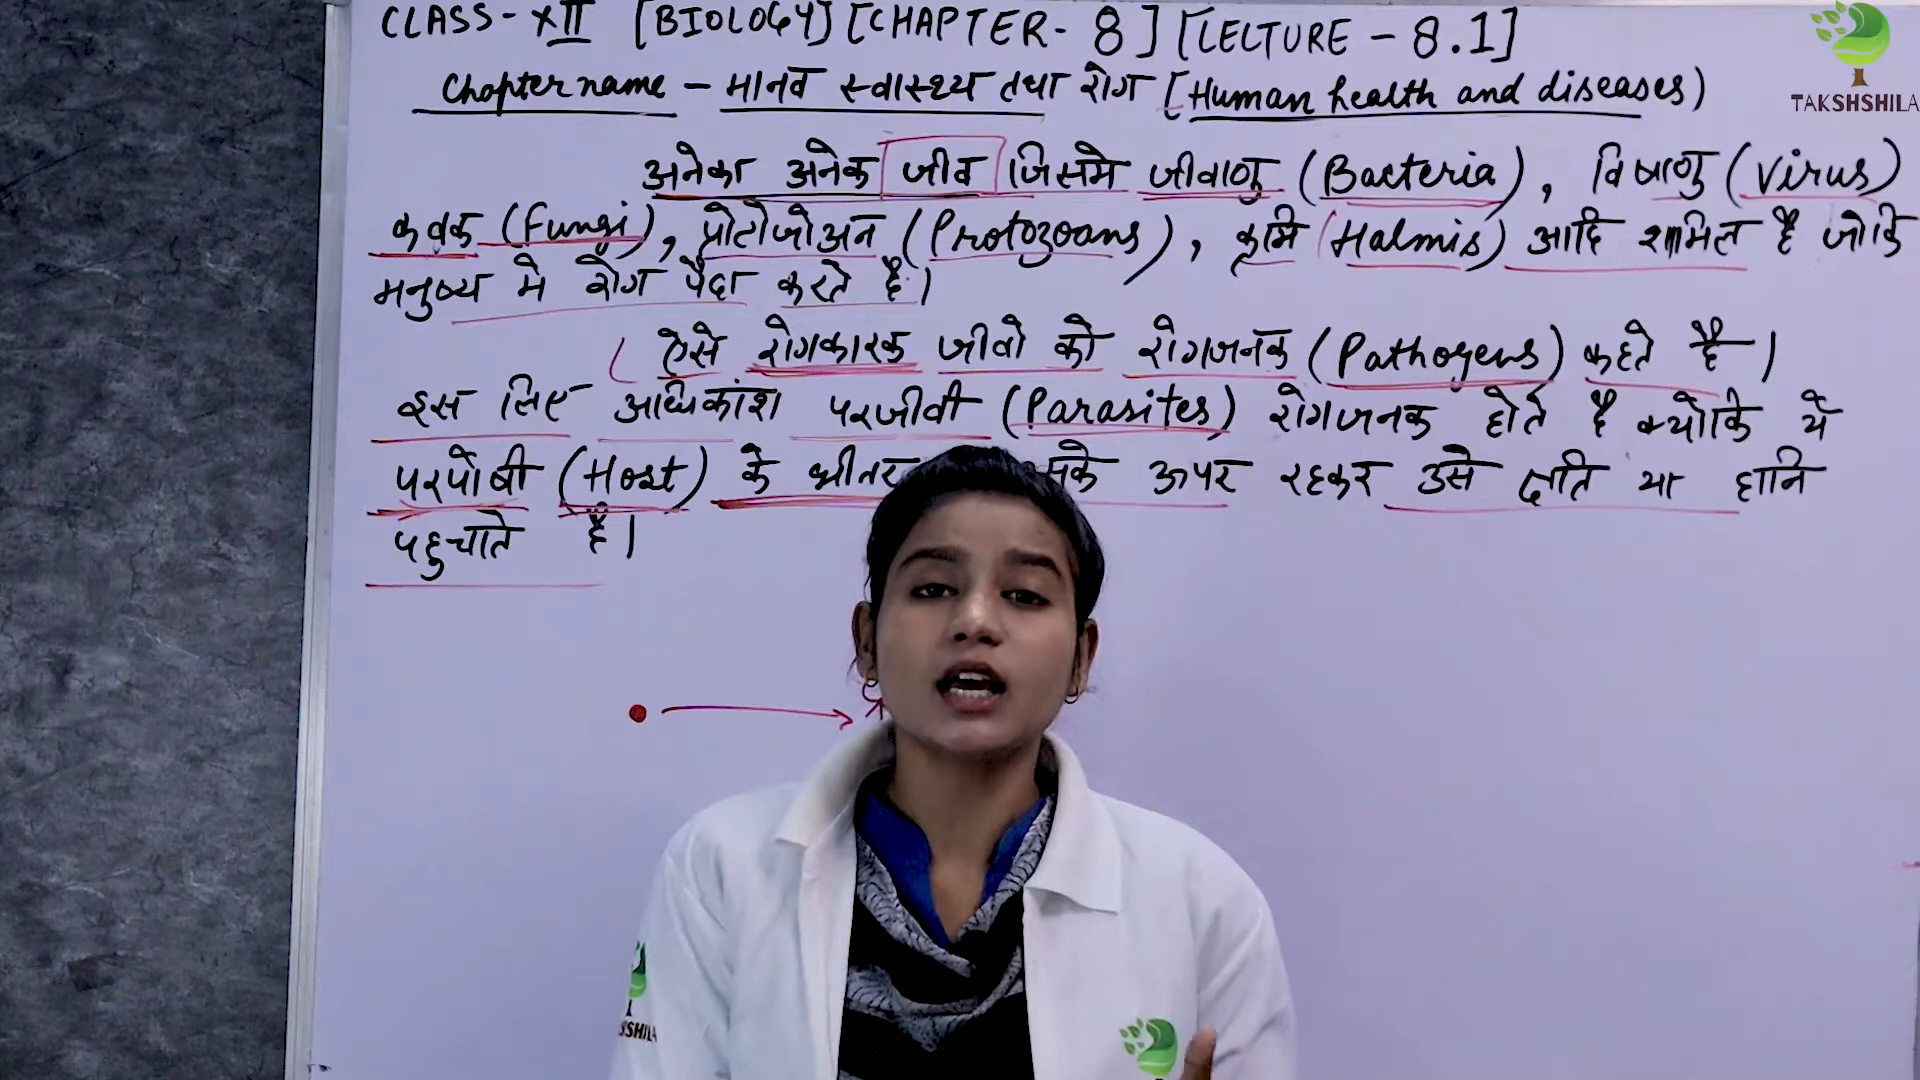 CLASS - XII [BIOLOGY] [CHAPTER - 8] [LECTURE - 8.1]
Chapter name - मानव स्वास्थ्य तथा रोग [Human health and diseases)
TAKSHSHILA
अनेका अनेक जीव जिसमे जीवाणु (Bacteria), विषाणु (Virus)
कवक (Fungi), प्रोटोजोअन (Protozoans), कृमि (Halmis) आदि शामिल है जोकि
मनुष्य मे रोग पैदा करते है।
ऐसे रोगकारक जीवो को रोगजनक (Pathogens) कहते है।
इस लिए अधिकांश परजीवी (Parasites) रोगजनक होते है क्योकि ये
परपोषी (Host) के भीतर सके ऊपर रहकर उसे क्षति या हानि
पहुचाते है।
SHILA